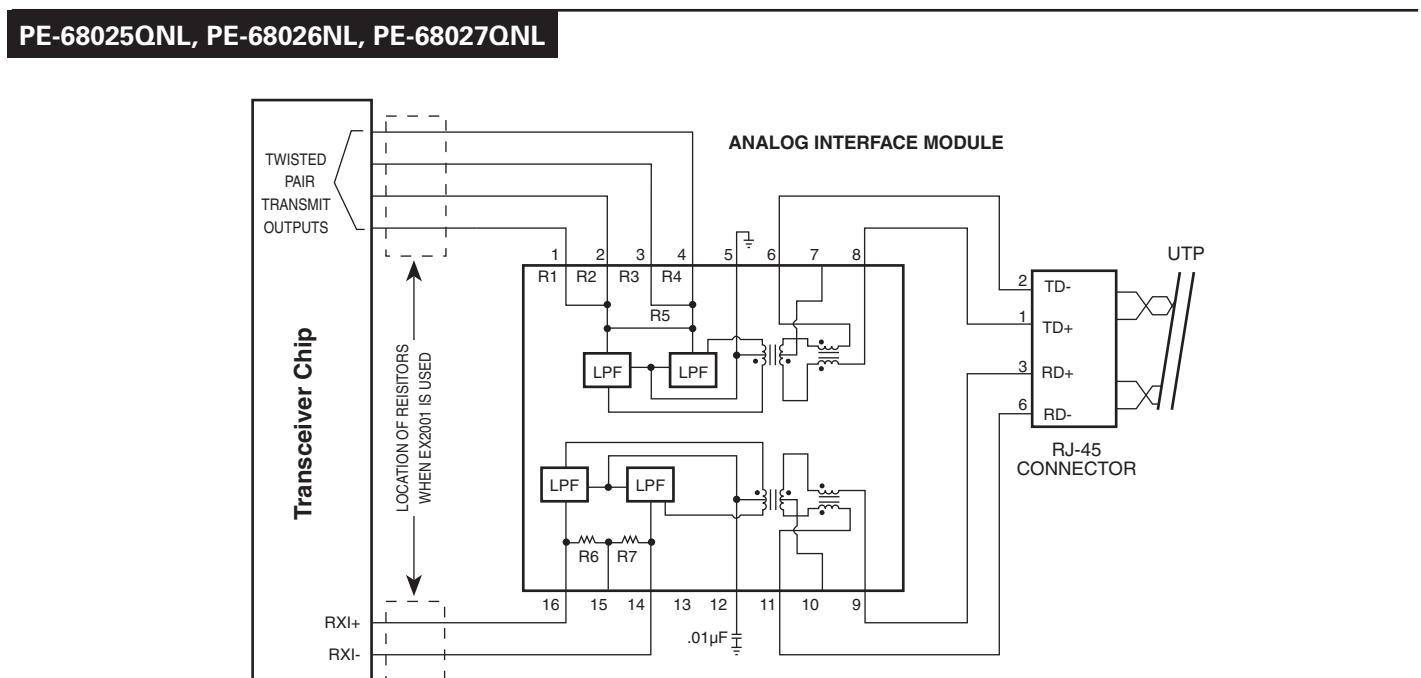 PE-68025QNL, PE-68026NL, PE-68027QNL
ANALOG INTERFACE MODULE
TWISTED
PAIR
TRANSMIT
OUTPUTS
Transceiver Chip
LOCATION OF REISITORS
WHEN EX2001 IS USED
1 2 3 4 5 6 7 8
R1 R2 R3 R4
R5
LPF LPF
LPF LPF
R6 R7
16 15 14 13 12 11 10 9
.01µF
RXI+
RXI-
UTP
2 TD-
1 TD+
3 RD+
6 RD-
RJ-45
CONNECTOR